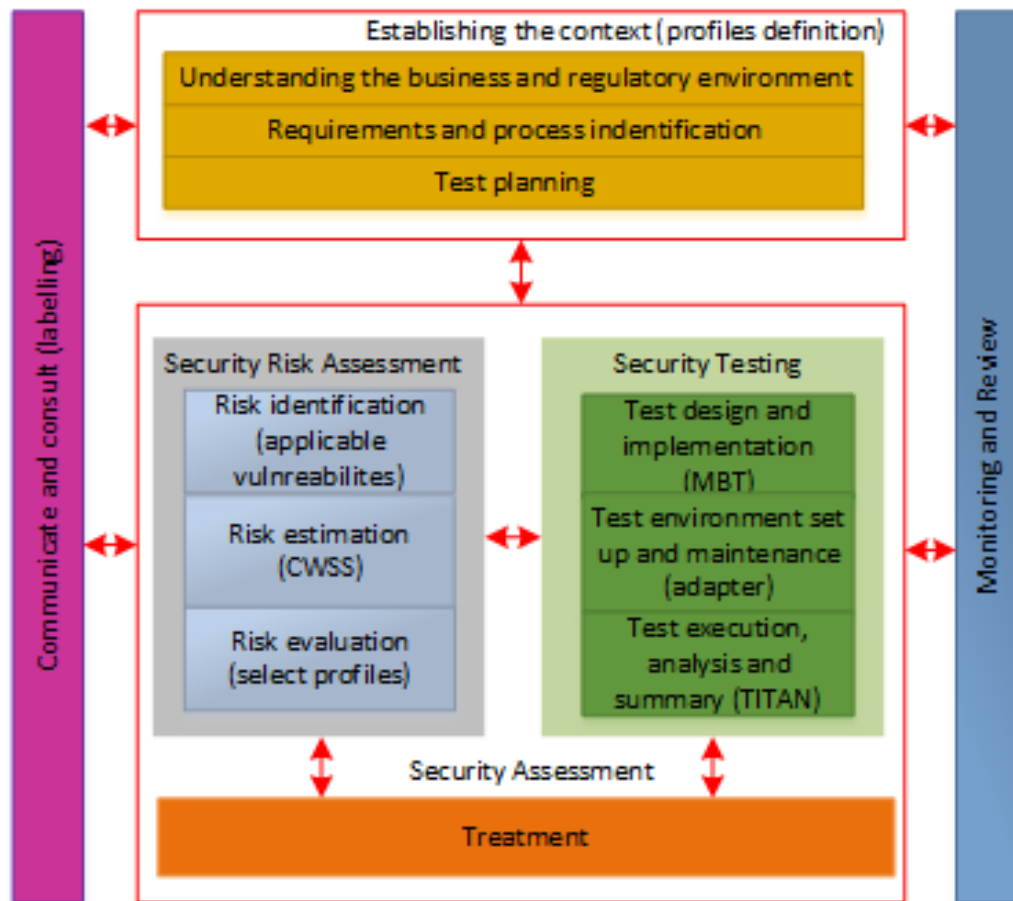 Communicate and consult (labelling)
Establishing the context (profiles definition)
Understanding the business and regulatory environment
Requirements and process indentification
Test planning
Security Risk Assessment
Risk identification
(applicable
vulnreabilites)
Risk estimation
(CWSS)
Risk evaluation
(select profiles)
Security Testing
Test design and
implementation
(MBT)
Test environment set
up and maintenance
(adapter)
Test execution,
analysis and
summary (TITAN)
Security Assessment
Treatment
Monitoring and Review